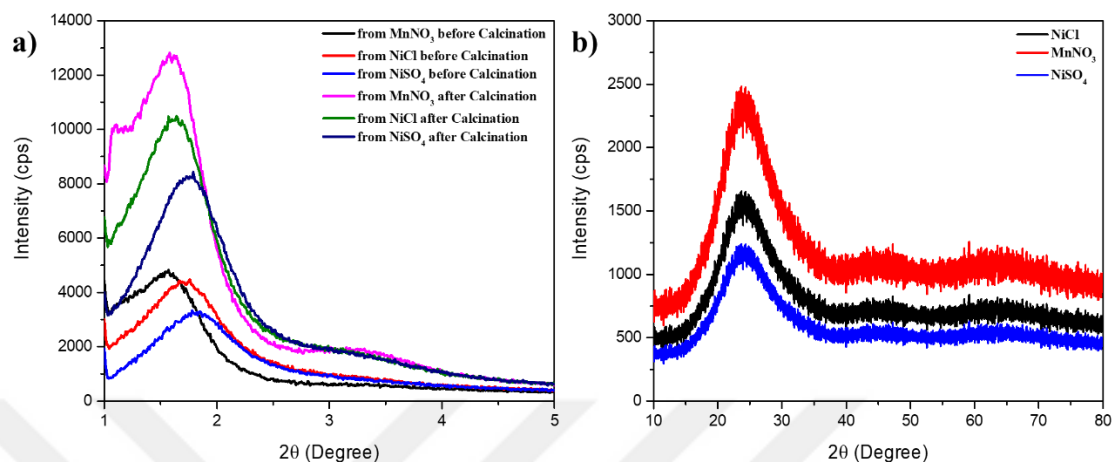 a)
14000
12000
10000
8000
6000
4000
2000
0
Intensity (cps)
from MnNO₃ before Calcination
from NiCl before Calcination
from NiSO₄ before Calcination
from MnNO₃ after Calcination
from NiCl after Calcination
from NiSO₄ after Calcination
1 2 3 4 5
2θ (Degree)
b)
3000
2500
2000
1500
1000
500
0
Intensity (cps)
NiCl
MnNO₃
NiSO₄
10 20 30 40 50 60 70 80
2θ (Degree)